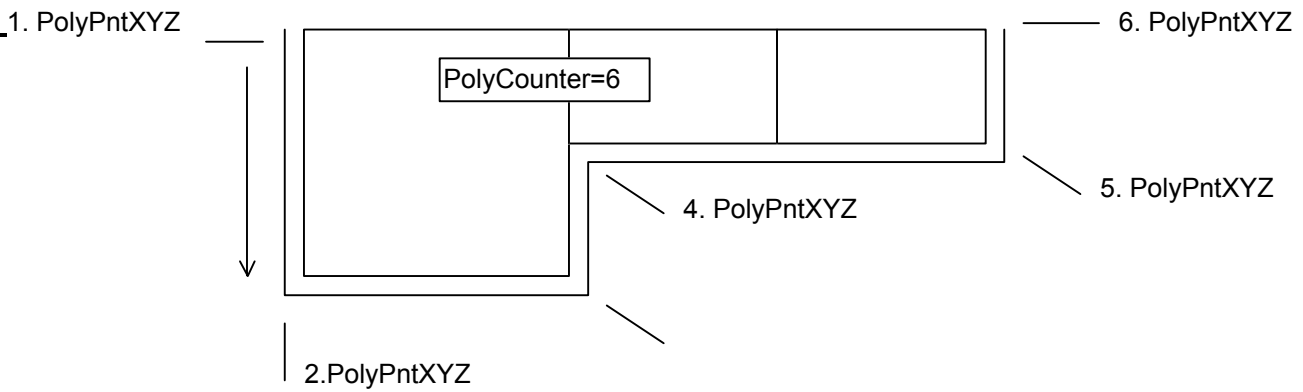 1. PolyPntXYZ
6. PolyPntXYZ
PolyCounter=6
5. PolyPntXYZ
4. PolyPntXYZ
2.PolyPntXYZ